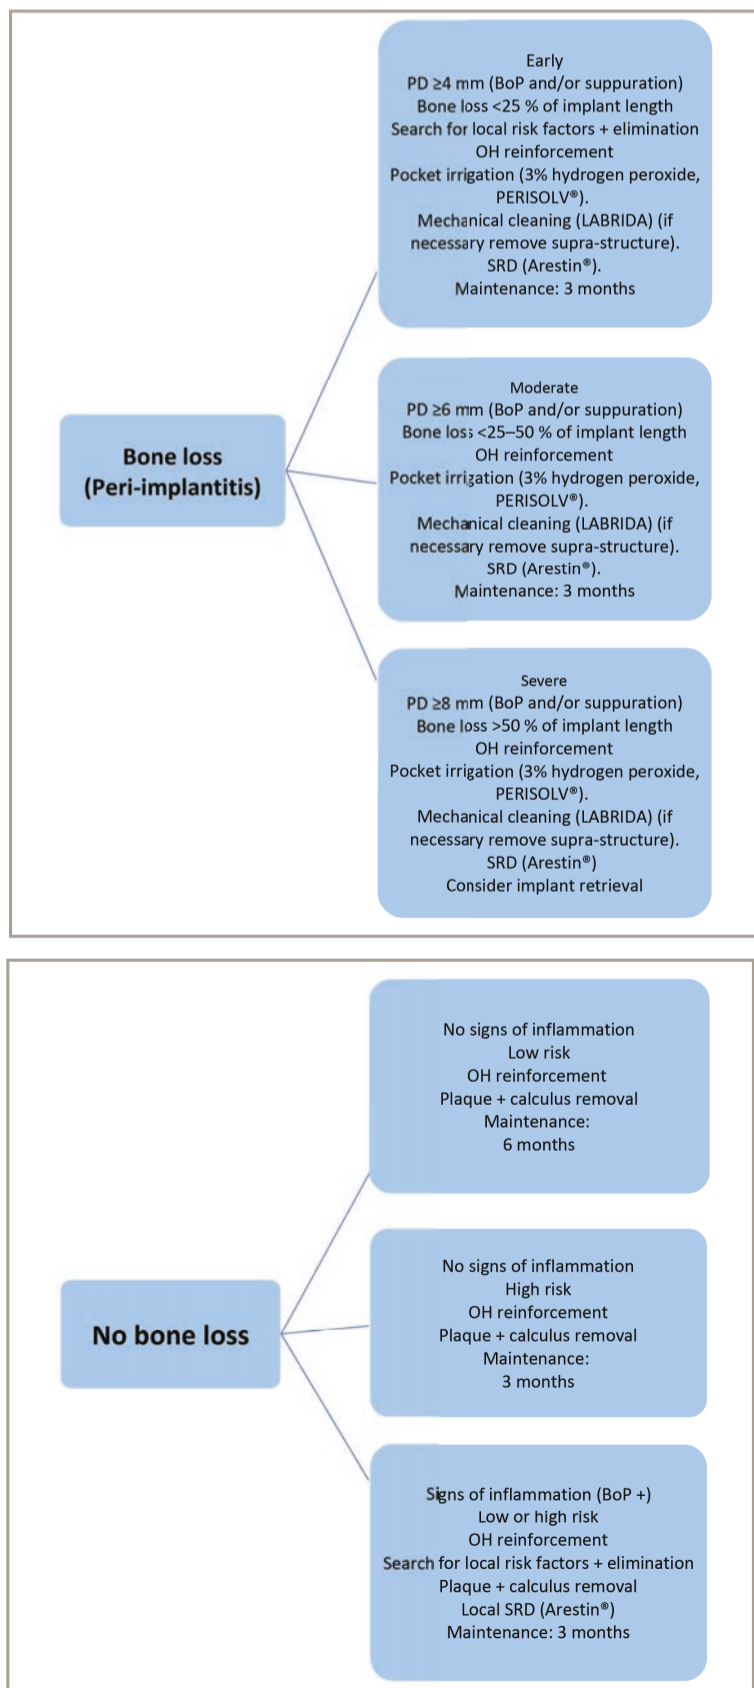 Early
PD ≥4 mm (BoP and/or suppuration)
Bone loss <25 % of implant length
Search for local risk factors + elimination
OH reinforcement
Pocket irrigation (3% hydrogen peroxide,
PERISOLV®).
Mechanical cleaning (LABRIDA) (if
necessary remove supra-structure).
SRD (Arestin®).
Maintenance: 3 months
Bone loss
(Peri-implantitis)
Moderate
PD ≥6 mm (BoP and/or suppuration)
Bone loss <25–50 % of implant length
OH reinforcement
Pocket irrigation (3% hydrogen peroxide,
PERISOLV®).
Mechanical cleaning (LABRIDA) (if
necessary remove supra-structure).
SRD (Arestin®).
Maintenance: 3 months
Severe
PD ≥8 mm (BoP and/or suppuration)
Bone loss >50 % of implant length
OH reinforcement
Pocket irrigation (3% hydrogen peroxide,
PERISOLV®).
Mechanical cleaning (LABRIDA) (if
necessary remove supra-structure).
SRD (Arestin®)
Consider implant retrieval
No signs of inflammation
Low risk
OH reinforcement
Plaque + calculus removal
Maintenance:
6 months
No bone loss
No signs of inflammation
High risk
OH reinforcement
Plaque + calculus removal
Maintenance:
3 months
Signs of inflammation (BoP +)
Low or high risk
OH reinforcement
Search for local risk factors + elimination
Plaque + calculus removal
Local SRD (Arestin®)
Maintenance: 3 months